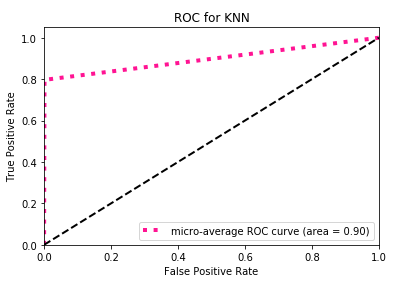 ROC for KNN
True Positive Rate
1.0
0.8
0.6
0.4
0.2
0.0
micro-average ROC curve (area = 0.90)
0.0 0.2 0.4 0.6 0.8 1.0
False Positive Rate